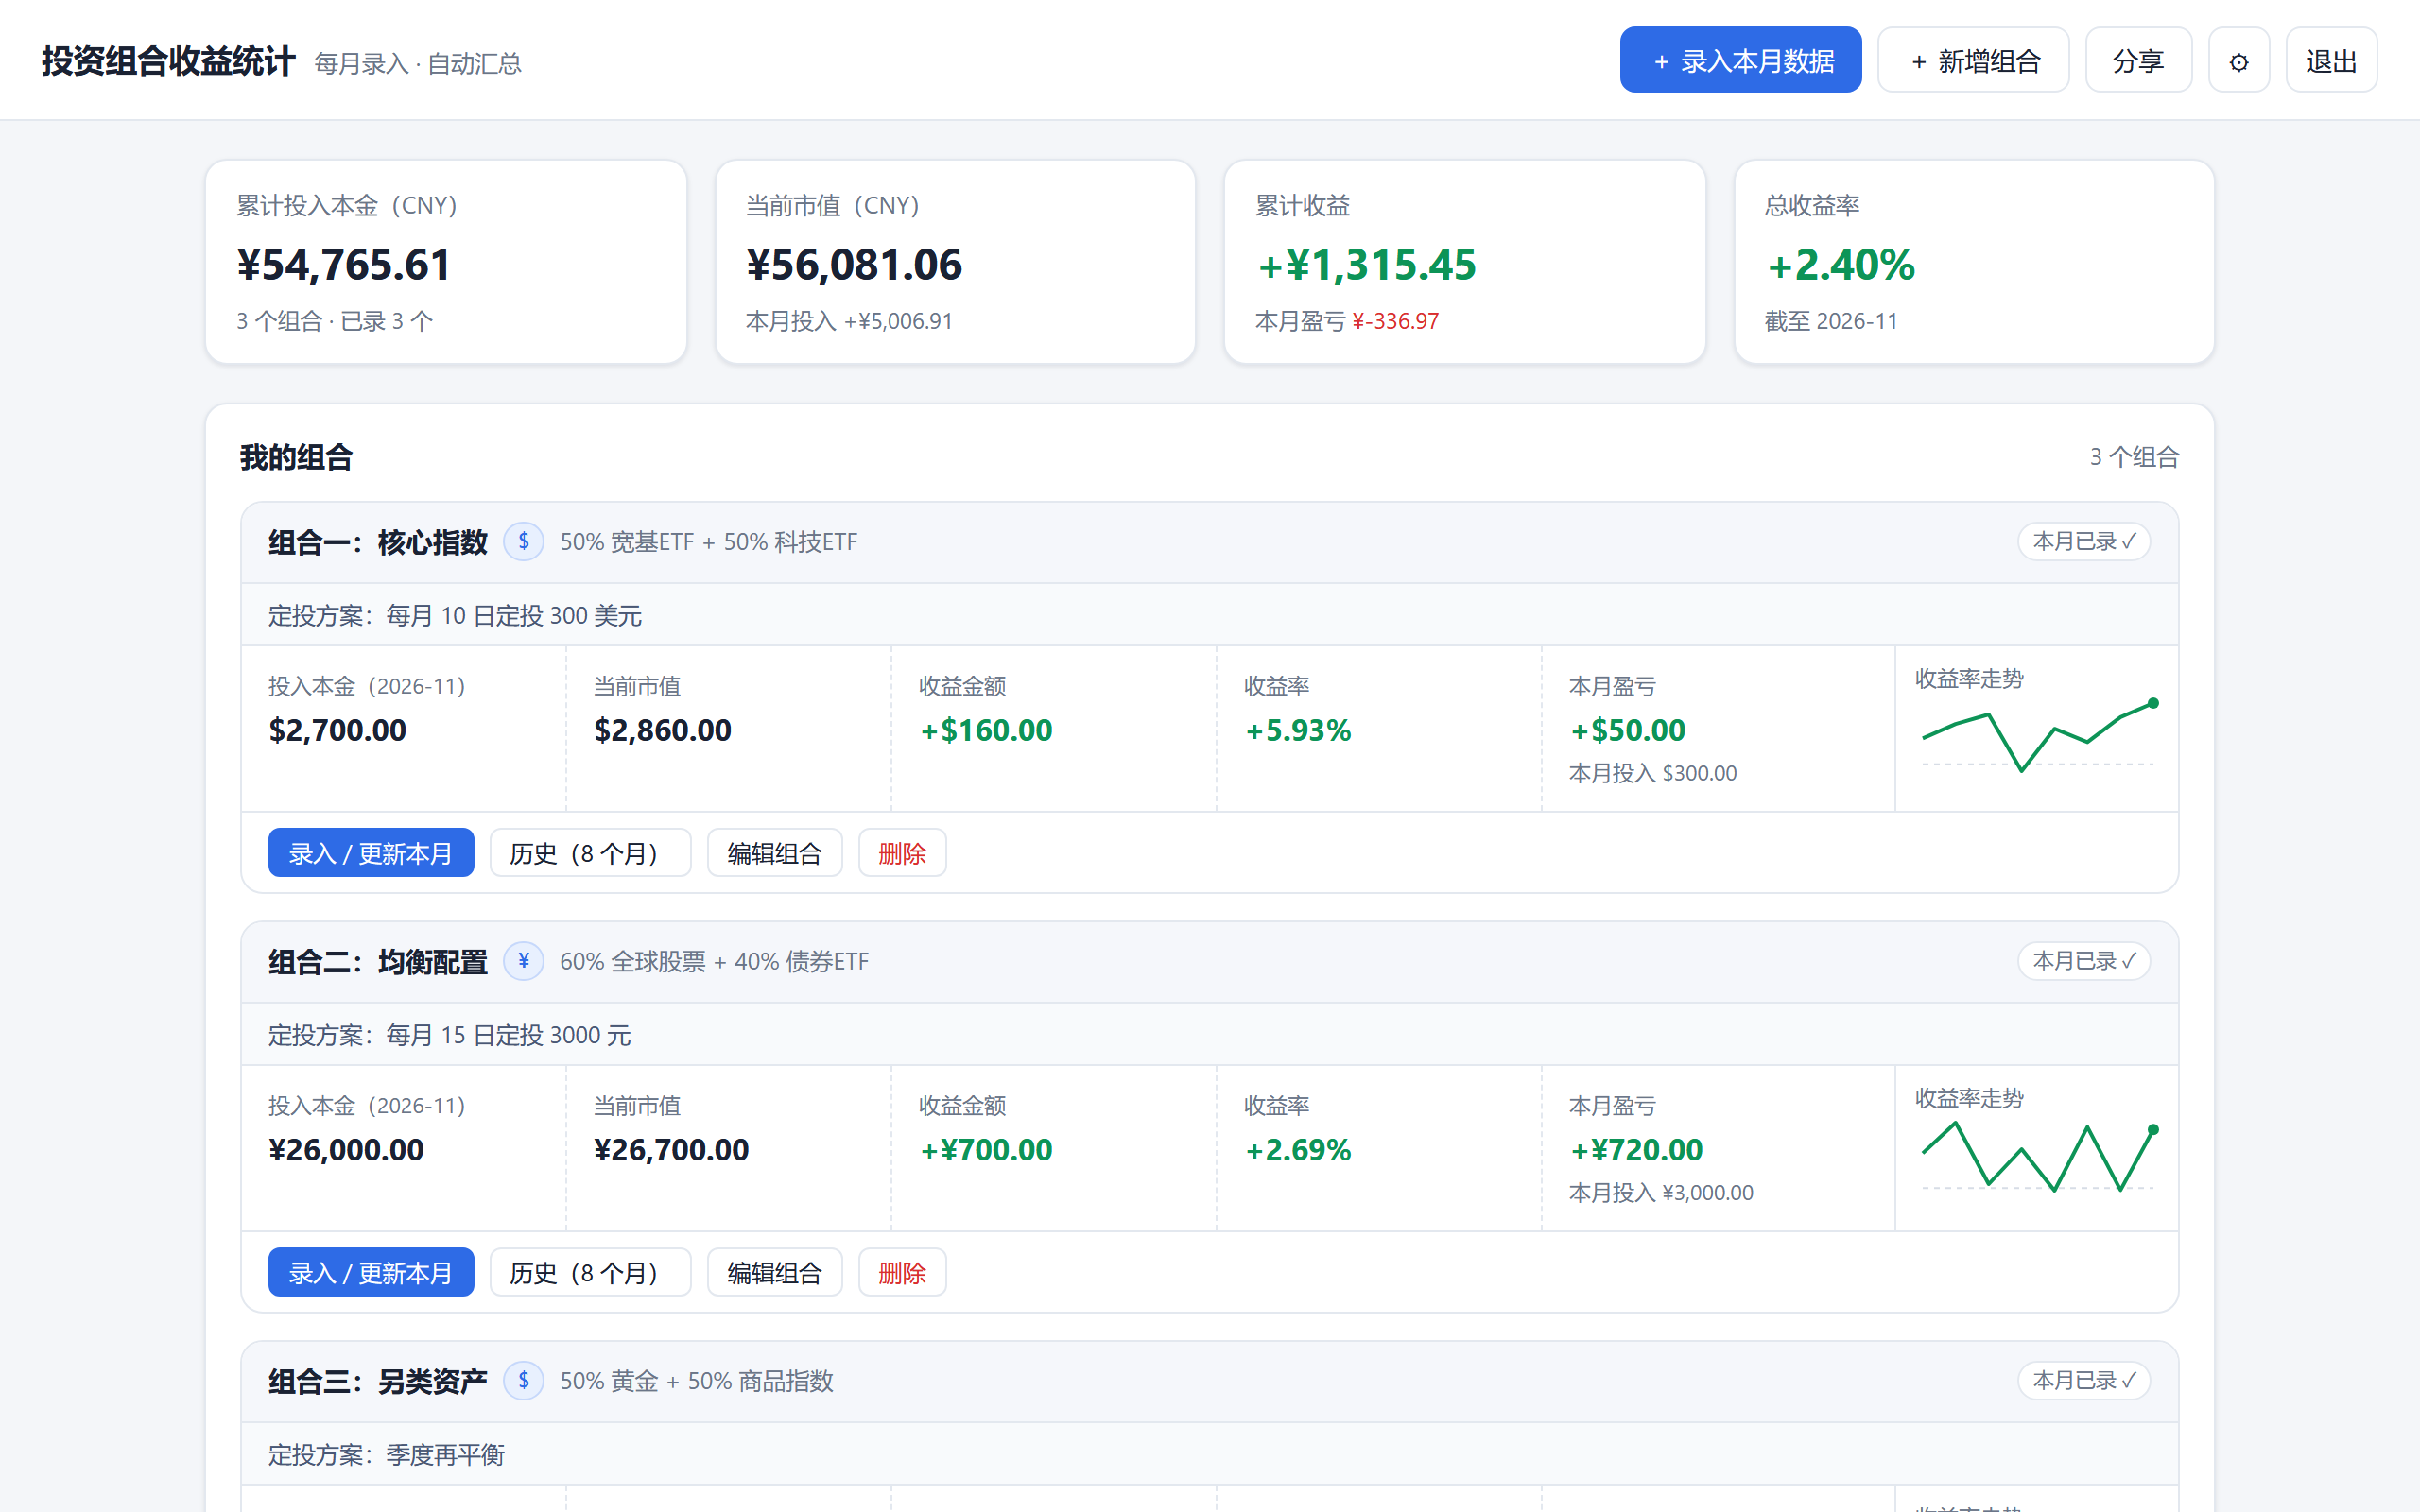 投资组合收益统计 每月录入 · 自动汇总
+ 录入本月数据 + 新增组合 分享 退出
累计投入本金（CNY） 当前市值（CNY） 累计收益 总收益率
¥54,765.61 ¥56,081.06 +¥1,315.45 +2.40%
3 个组合 · 已录 3 个 本月投入 +¥5,006.91 本月盈亏 ¥-336.97 截至 2026-11
我的组合 3 个组合
组合一：核心指数 $ 50% 宽基ETF + 50% 科技ETF 本月已录 ✓
定投方案：每月 10 日定投 300 美元
投入本金（2026-11） 当前市值 收益金额 收益率 本月盈亏 收益率走势
$2,700.00 $2,860.00 +$160.00 +5.93% +$50.00
本月投入 $300.00
录入 / 更新本月 历史（8 个月） 编辑组合 删除
组合二：均衡配置 ¥ 60% 全球股票 + 40% 债券ETF 本月已录 ✓
定投方案：每月 15 日定投 3000 元
投入本金（2026-11） 当前市值 收益金额 收益率 本月盈亏 收益率走势
¥26,000.00 ¥26,700.00 +¥700.00 +2.69% +¥720.00
本月投入 ¥3,000.00
录入 / 更新本月 历史（8 个月） 编辑组合 删除
组合三：另类资产 $ 50% 黄金 + 50% 商品指数 本月已录 ✓
定投方案：季度再平衡